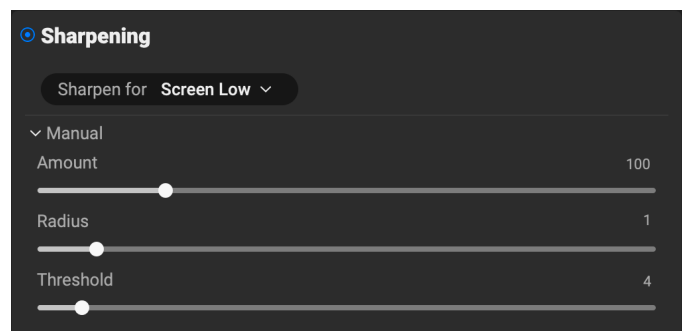 Sharpening
Sharpen for Screen Low
Manual
Amount 100
Radius 1
Threshold 4